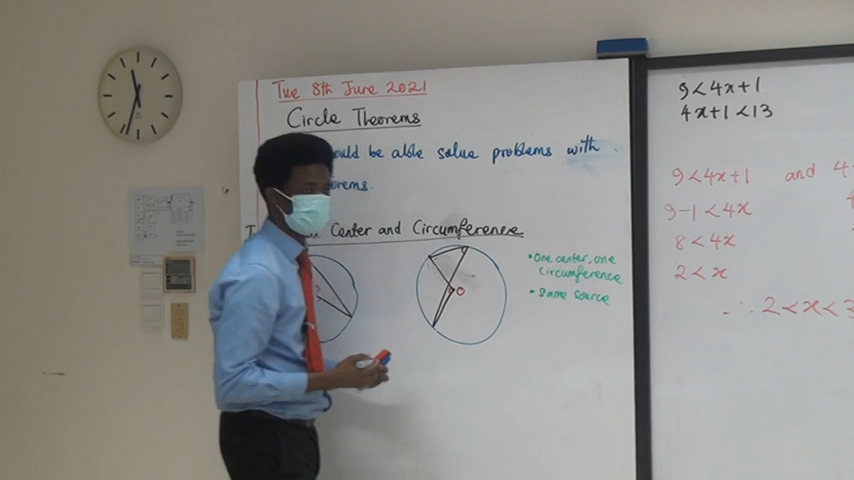 Tue 8th June 2021
Circle Theorems
ould be able solve problems with
orems.
T Center and Circumference
O
• One center, one
circumference
• Same source
9<4x+1
4x+1<13
9<4x+1 and 4
9-1<4x
8<4x
2<x
∴ 2<x<3